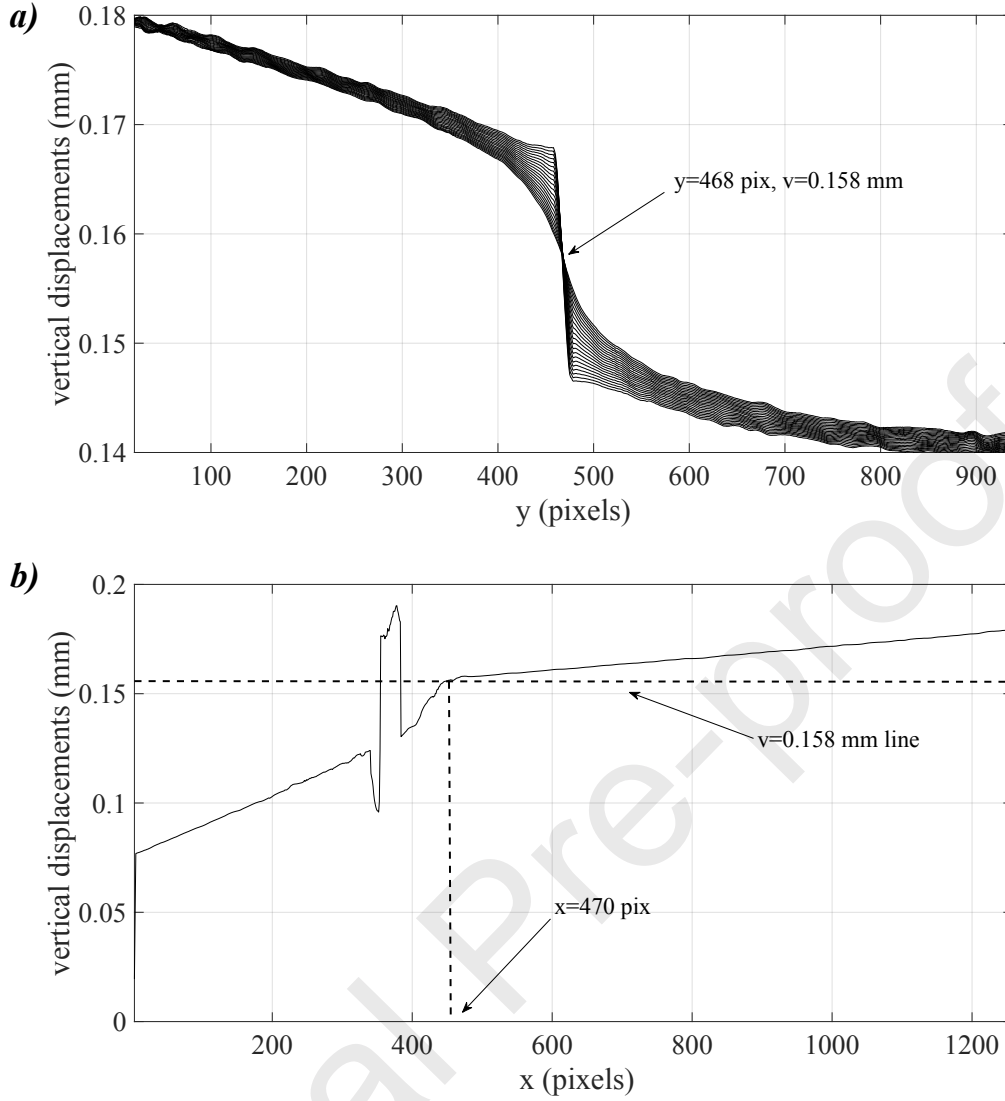 a)
0.18
0.17
0.16
0.15
0.14
vertical displacements (mm)
y=468 pix, v=0.158 mm
100 200 300 400 500 600 700 800 900
y (pixels)
b)
0.2
0.15
0.1
0.05
0
vertical displacements (mm)
v=0.158 mm line
x=470 pix
200 400 600 800 1000 1200
x (pixels)
al Pre-proof